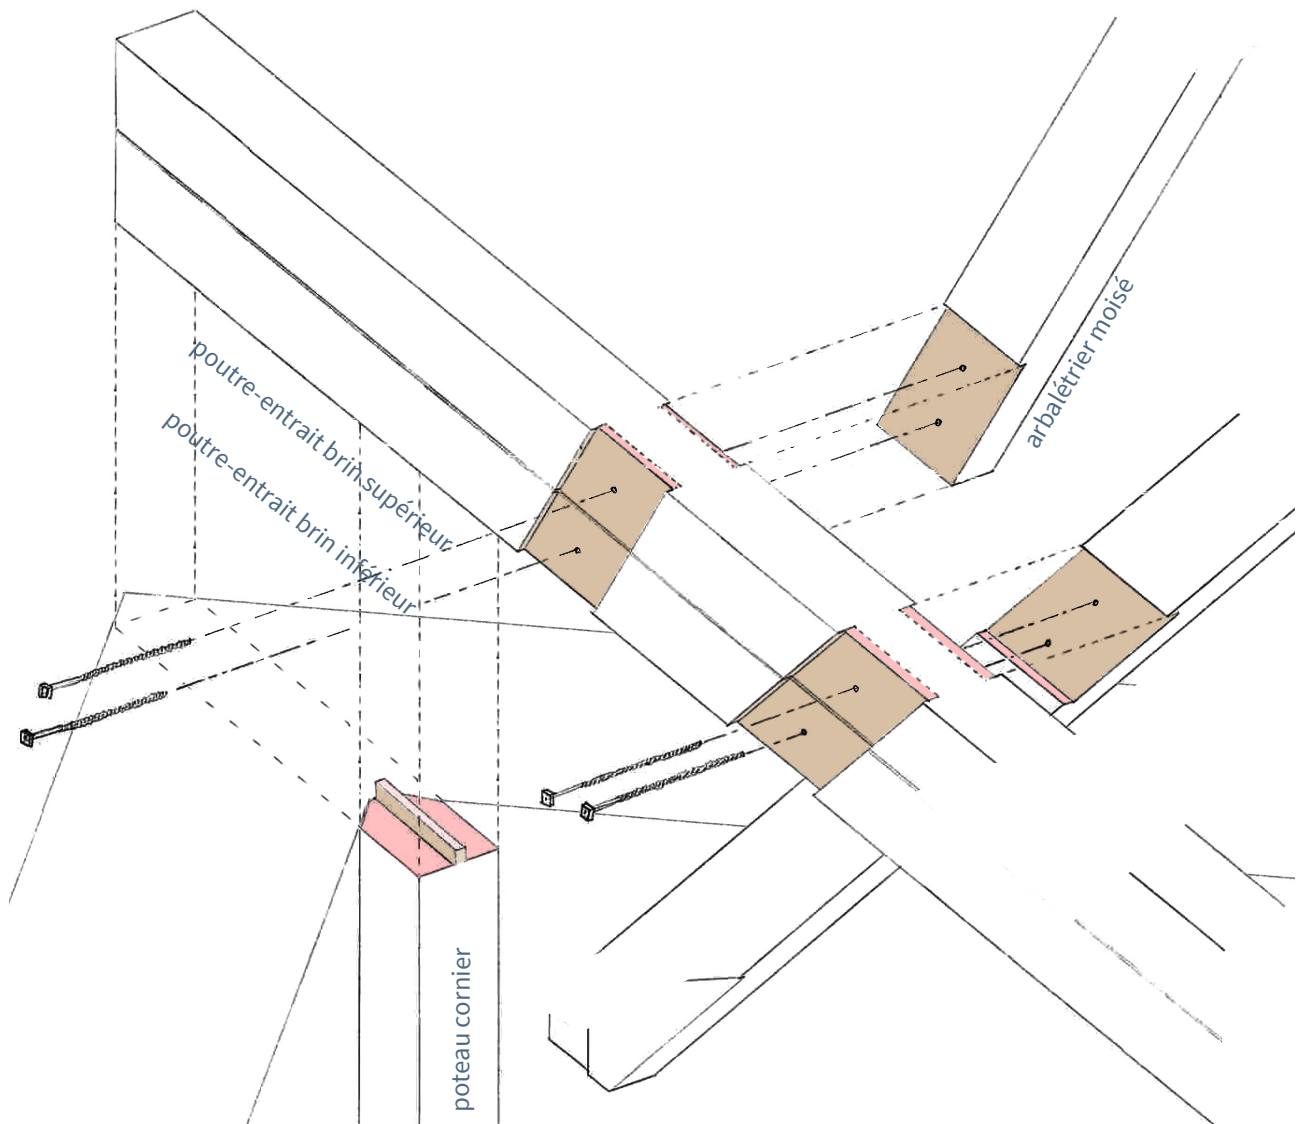 poutre-entrait brin supérieur
poutre-entrait brin inférieur
arbalétrier moisé
poteau cornier